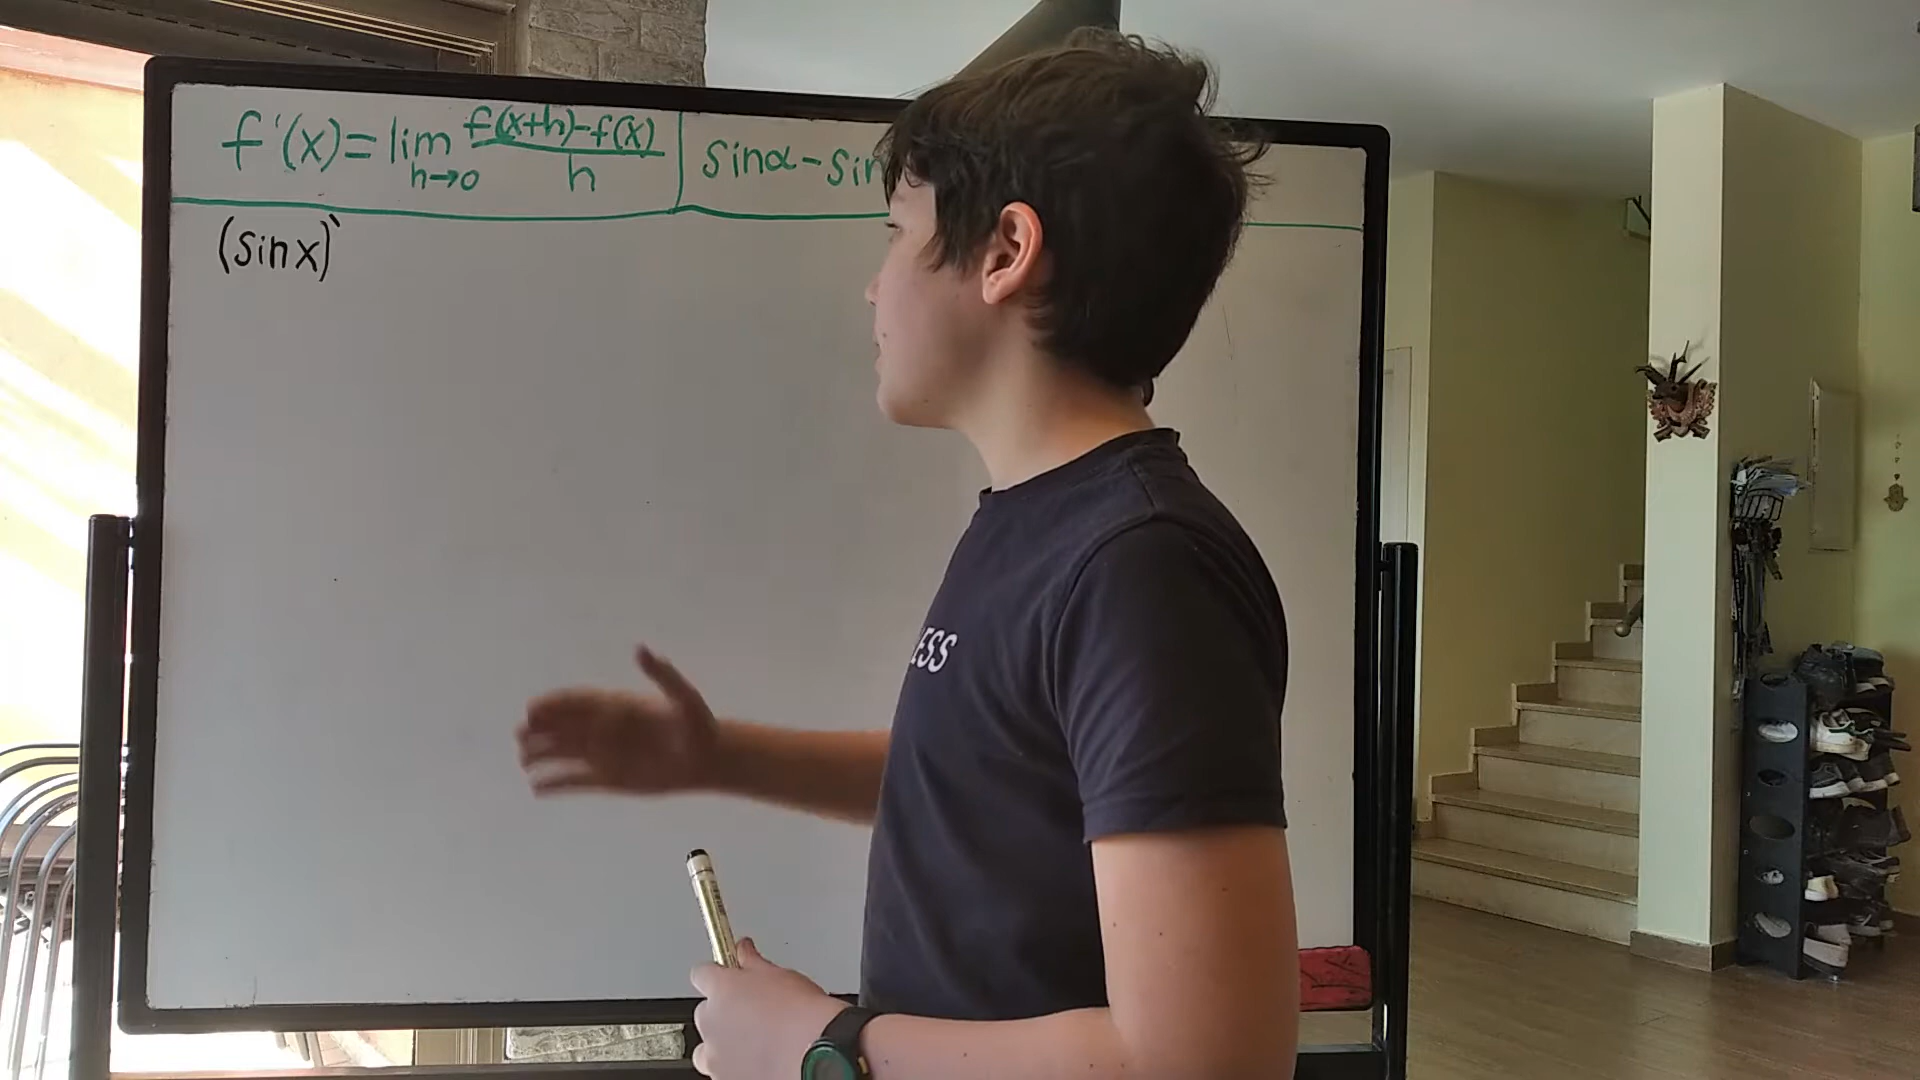 f'(x)=lim h→0 f(x+h)-f(x) / h
sinα-sin
(sinx)'
ESS